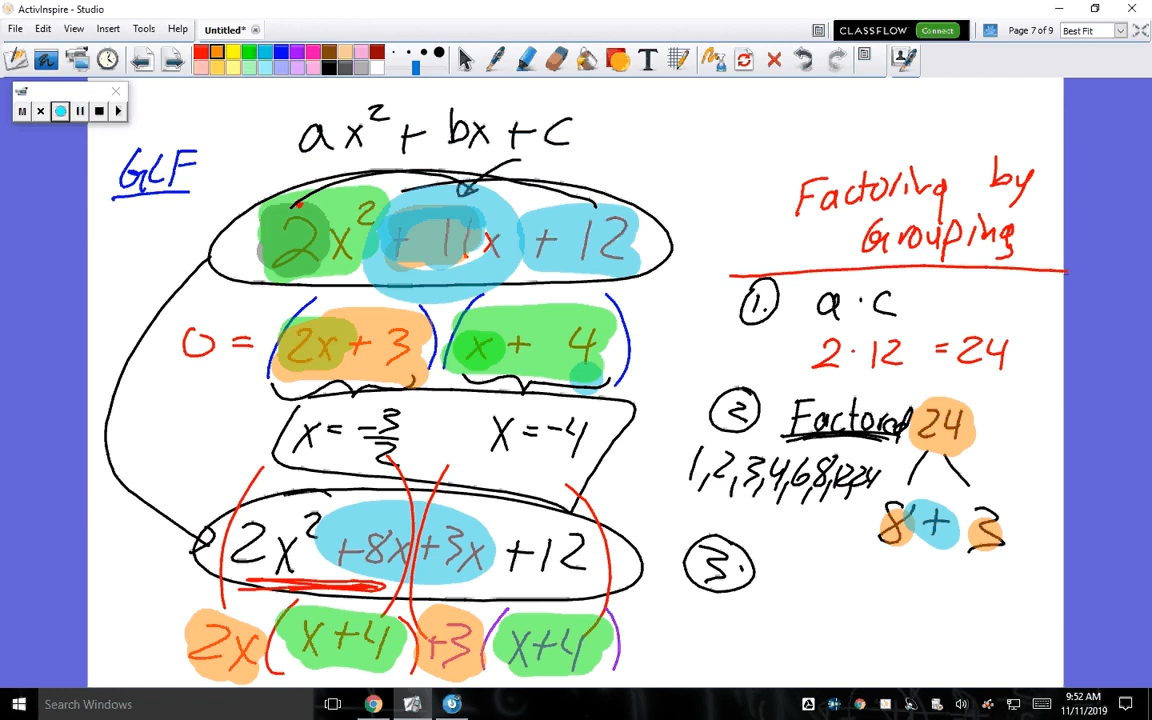 ActivInspire - Studio
File Edit View Insert Tools Help Untitled*
CLASSFLOW Connect Page 7 of 9 Best Fit
M
ax² + bx + c
GCF
2x² + 11x + 12
0 = (2x + 3)(x + 4)
x = -3/2 x = -4
2x² +8x +3x +12
2x(x+4) +3(x+4)
Factoring by
Grouping
1. a · c
2 · 12 = 24
2 Factored 24
1, 2, 3, 4, 6, 8, 12, 24
8 + 3
3.
Search Windows
9:52 AM
11/11/2019